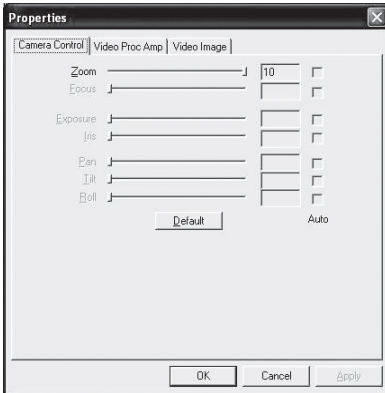 Properties
Camera Control Video Proc Amp Video Image
Zoom 10
Focus
Exposure
Iris
Pan
Tilt
Roll
Default Auto
OK Cancel Apply